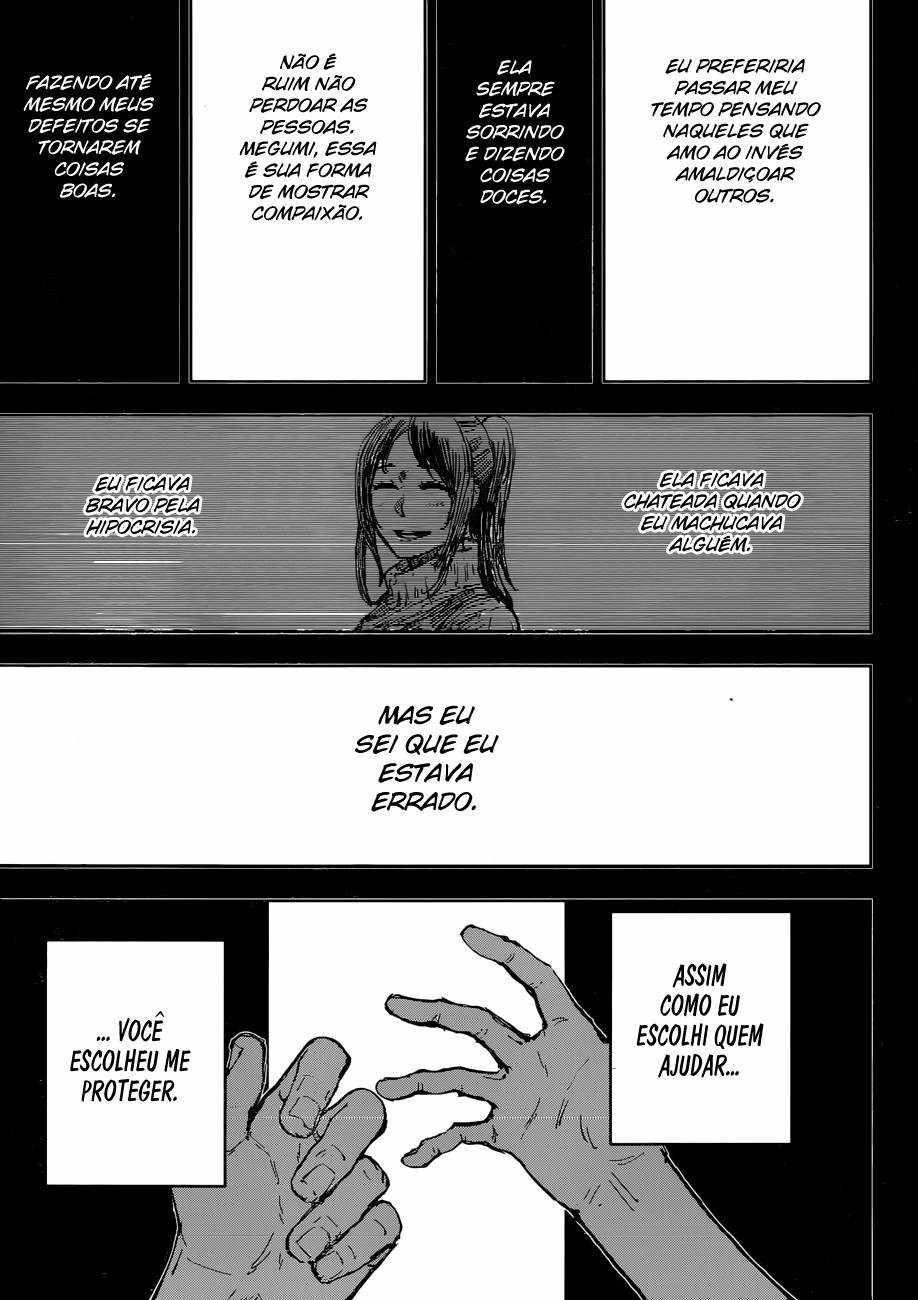 EU PREFERIRIA
PASSAR MEU
TEMPO PENSANDO
NAQUELES QUE
AMO AO INVÉS
AMALDIÇOAR
OUTROS.
ELA
SEMPRE
ESTAVA
SORRINDO
E DIZENDO
COISAS
DOCES.
NÃO É
RUIM NÃO
PERDOAR AS
PESSOAS.
MEGUMI, ESSA
É SUA FORMA
DE MOSTRAR
COMPAIXÃO.
FAZENDO ATÉ
MESMO MEUS
DEFEITOS SE
TORNAREM
COISAS
BOAS.
ELA FICAVA
CHATEADA QUANDO
EU MACHUCAVA
ALGUÉM.
EU FICAVA
BRAVO PELA
HIPOCRISIA.
MAS EU
SEI QUE EU
ESTAVA
ERRADO.
ASSIM
COMO EU
ESCOLHI QUEM
AJUDAR...
... VOCÊ
ESCOLHEU ME
PROTEGER.